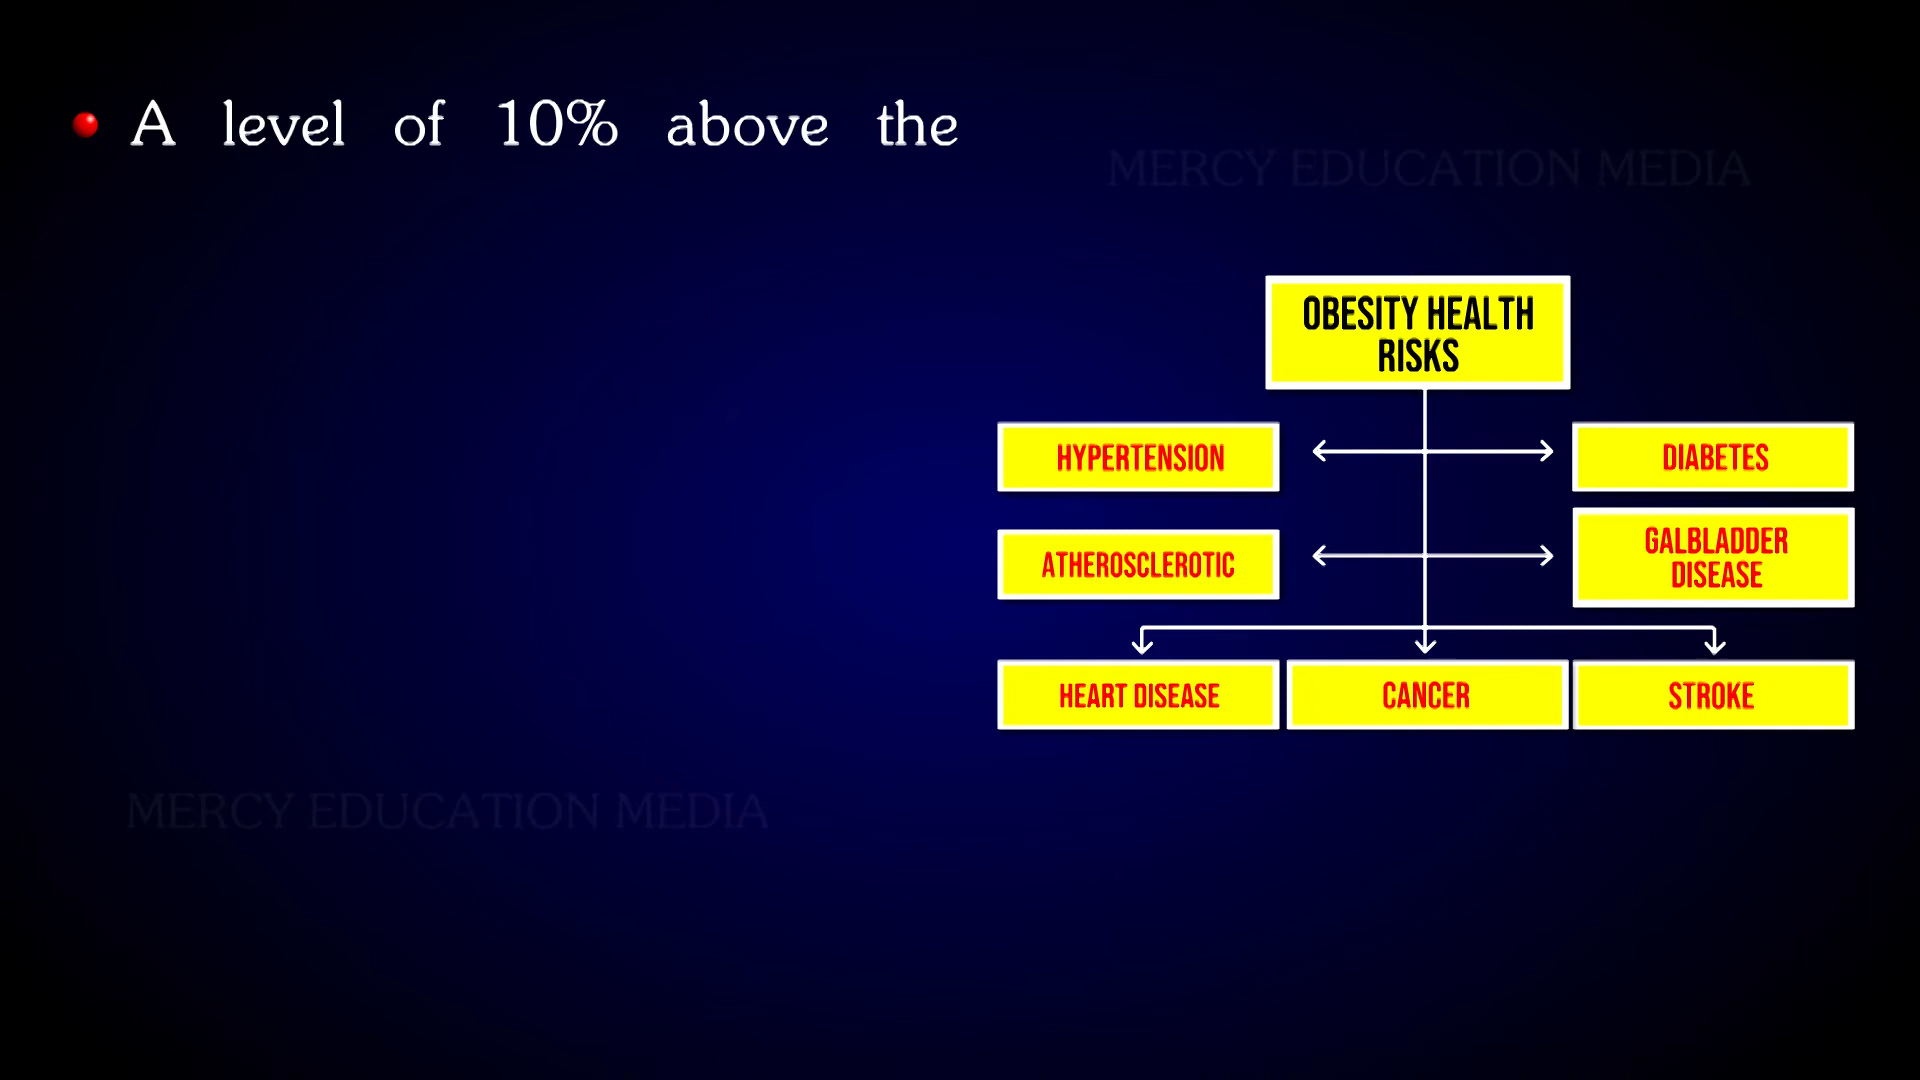 A level of 10% above the
MERCY EDUCATION MEDIA
OBESITY HEALTH
RISKS
HYPERTENSION
DIABETES
ATHEROSCLEROTIC
GALBLADDER
DISEASE
HEART DISEASE
CANCER
STROKE
MERCY EDUCATION MEDIA